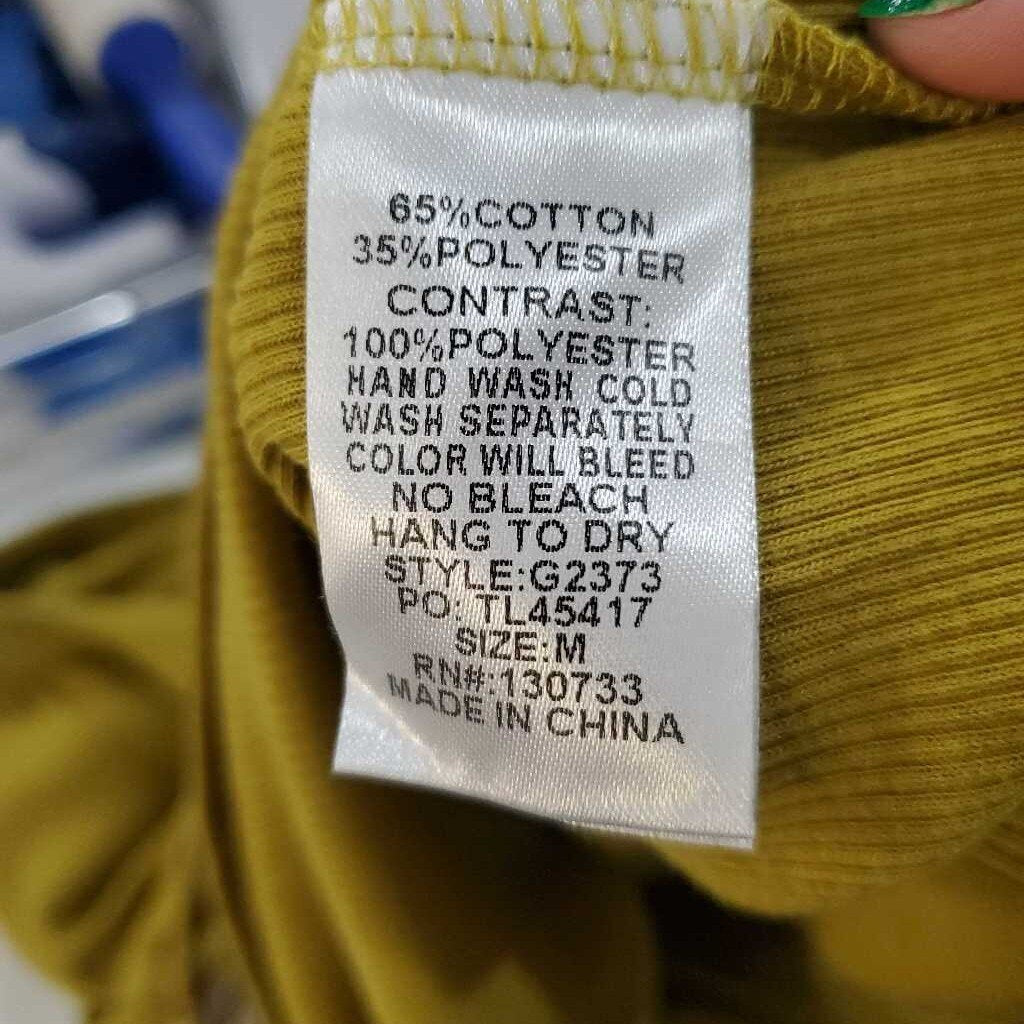 65%COTTON
35%POLYESTER
CONTRAST:
100%POLYESTER
HAND WASH COLD
WASH SEPARATELY
COLOR WILL BLEED
NO BLEACH
HANG TO DRY
STYLE:G2373
PO: TL45417
SIZE:M
RN#:130733
MADE IN CHINA